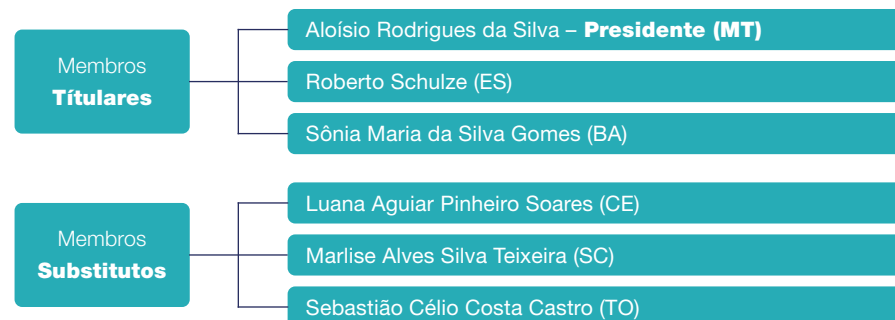 Membros
Títulares
Aloísio Rodrigues da Silva – Presidente (MT)
Roberto Schulze (ES)
Sônia Maria da Silva Gomes (BA)
Membros
Substitutos
Luana Aguiar Pinheiro Soares (CE)
Marlise Alves Silva Teixeira (SC)
Sebastião Célio Costa Castro (TO)